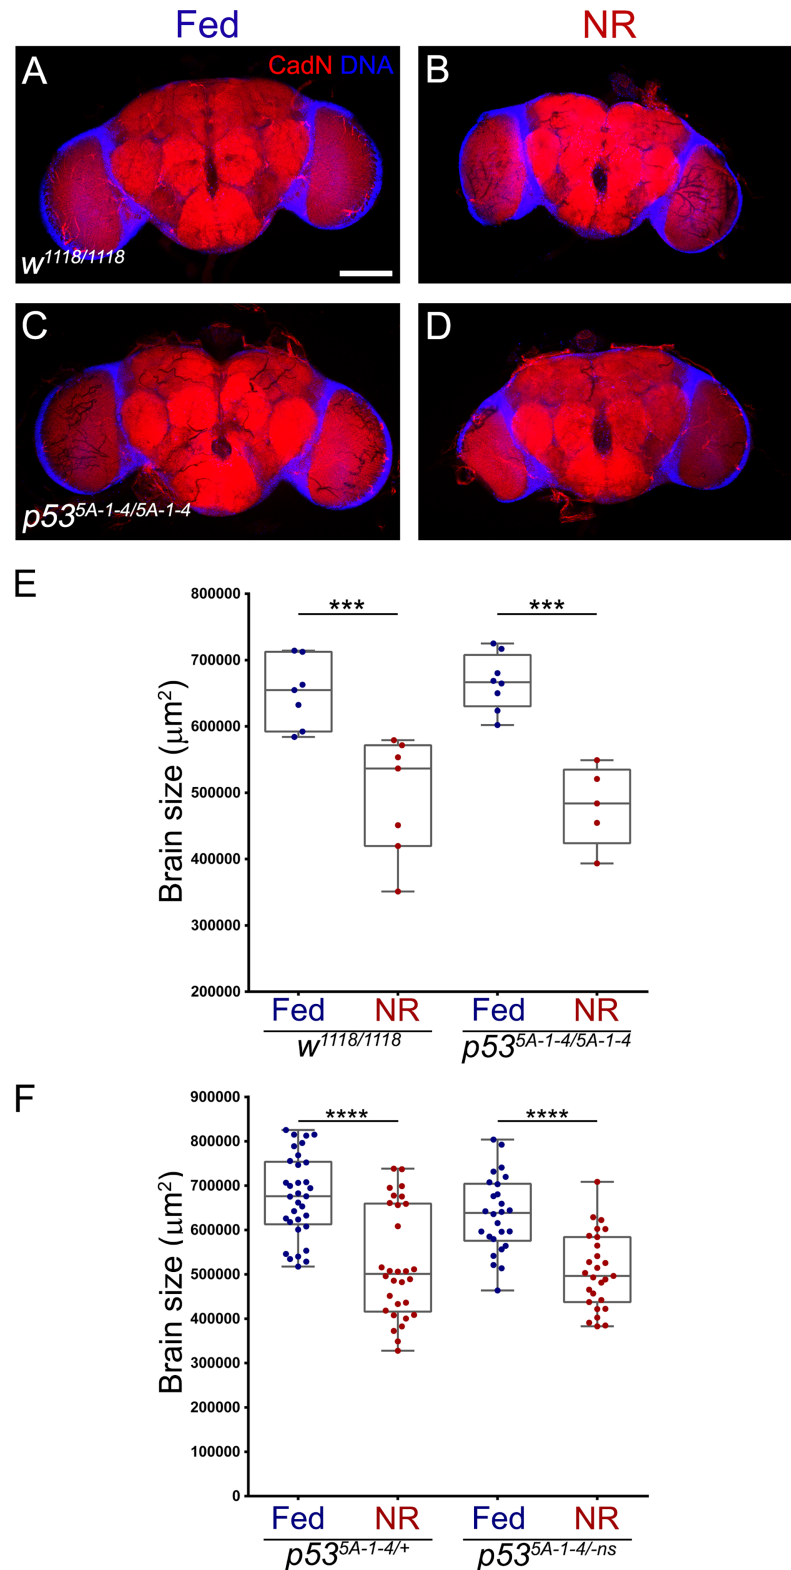 Fed NR
A CadN DNA B
w1118/1118
C D
p535A-1-4/5A-1-4
E
800000 *** ***
700000
600000
500000
400000
300000
200000
Brain size (μm2)
Fed NR Fed NR
w1118/1118 p535A-1-4/5A-1-4
F
900000
**** ****
800000
700000
600000
500000
400000
300000
200000
100000
0
Brain size (μm2)
Fed NR Fed NR
p535A-1-4/+ p535A-1-4/-ns